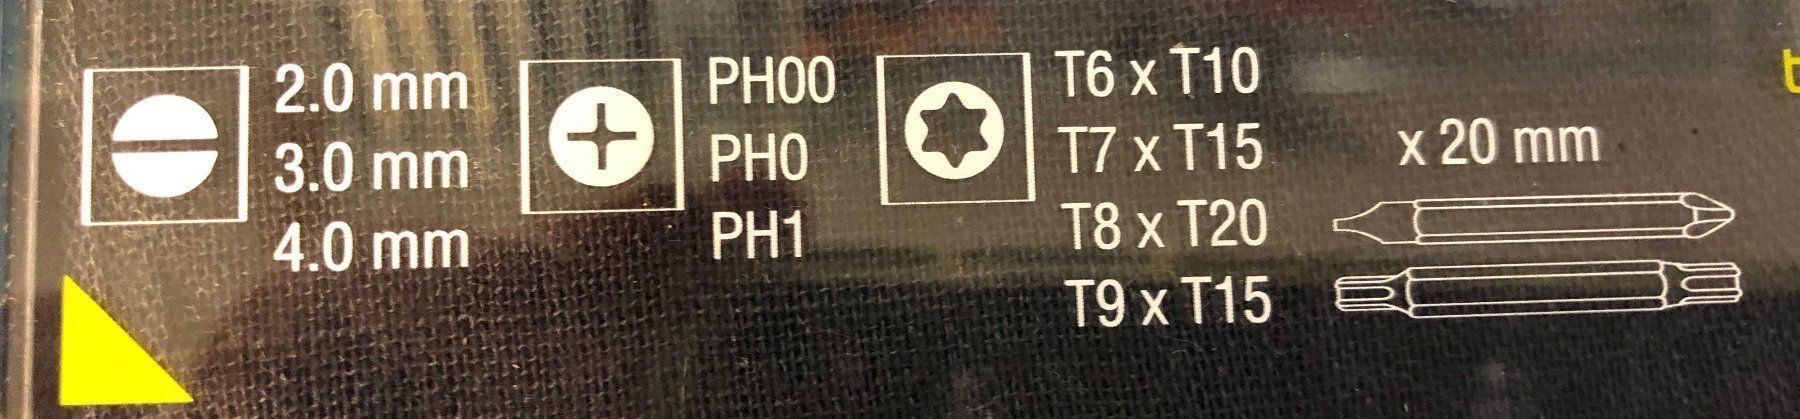 2.0 mm
3.0 mm
4.0 mm
PH00
PH0
PH1
T6 x T10
T7 x T15
T8 x T20
T9 x T15
x 20 mm